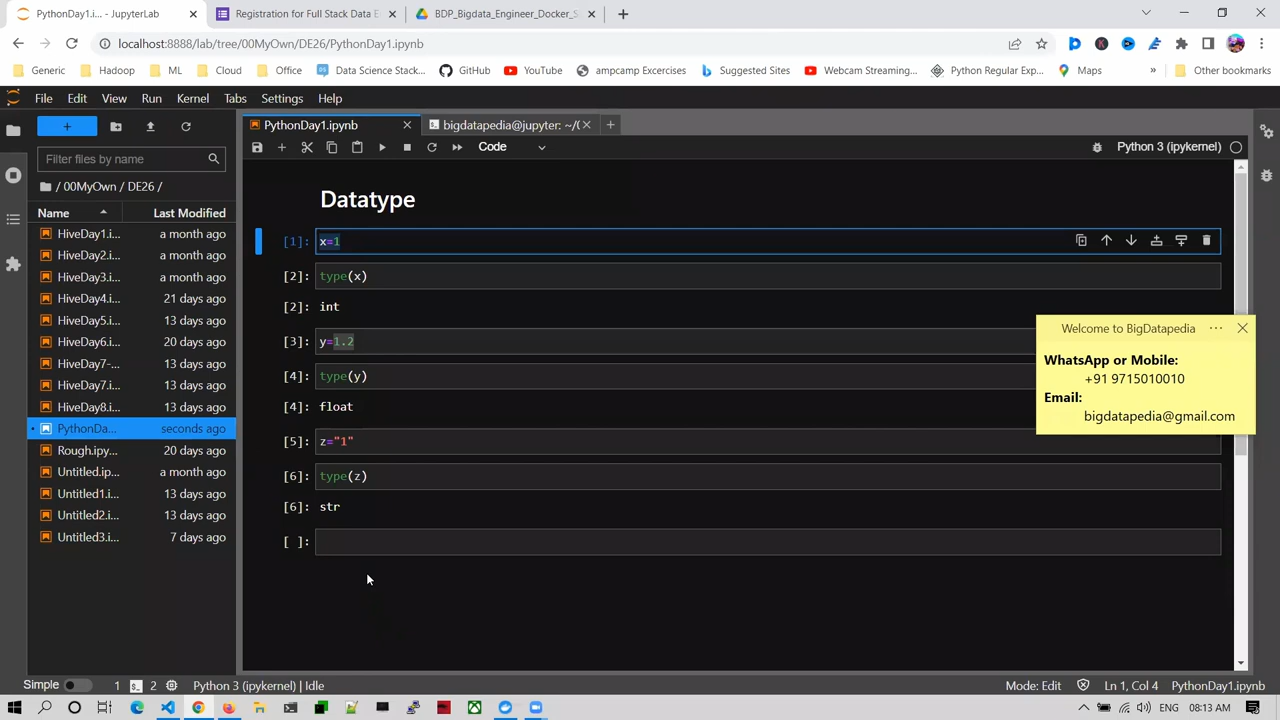 PythonDay1.i... - JupyterLab
Registration for Full Stack Data E
BDP_Bigdata_Engineer_Docker_S
localhost:8888/lab/tree/00MyOwn/DE26/PythonDay1.ipynb
Generic
Hadoop
ML
Cloud
Office
Data Science Stack...
GitHub
YouTube
ampcamp Excercises
Suggested Sites
Webcam Streaming...
Python Regular Exp...
Maps
»
Other bookmarks
File Edit View Run Kernel Tabs Settings Help
PythonDay1.ipynb
bigdatapedia@jupyter: ~/(
Code
Python 3 (ipykernel)
Filter files by name
/ 00MyOwn / DE26 /
Name Last Modified
HiveDay1.i... a month ago
HiveDay2.i... a month ago
HiveDay3.i... a month ago
HiveDay4.i... 21 days ago
HiveDay5.i... 13 days ago
HiveDay6.i... 20 days ago
HiveDay7-... 13 days ago
HiveDay7.i... 13 days ago
HiveDay8.i... 13 days ago
PythonDa... seconds ago
Rough.ipy... 20 days ago
Untitled.ip... a month ago
Untitled1.i... 13 days ago
Untitled2.i... 13 days ago
Untitled3.i... 7 days ago
Datatype
[1]: x=1
[2]: type(x)
[2]: int
[3]: y=1.2
[4]: type(y)
[4]: float
[5]: z="1"
[6]: type(z)
[6]: str
[ ]:
Welcome to BigDatapedia
WhatsApp or Mobile:
+91 9715010010
Email:
bigdatapedia@gmail.com
Simple 1 2 Python 3 (ipykernel) | Idle
Mode: Edit Ln 1, Col 4 PythonDay1.ipynb
ENG 08:13 AM